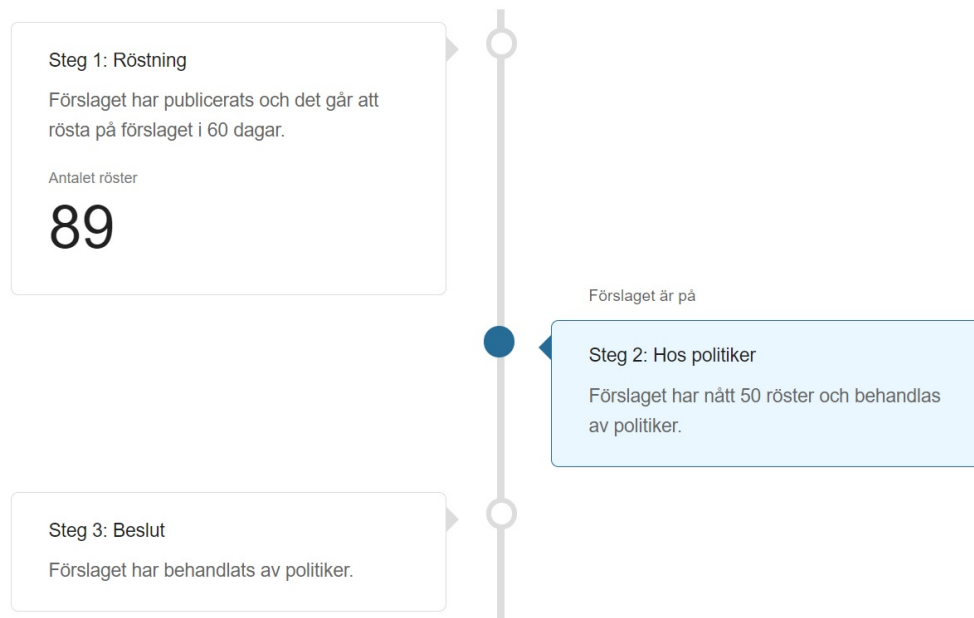 Steg 1: Röstning
Förslaget har publicerats och det går att
rösta på förslaget i 60 dagar.
Antalet röster
89
Förslaget är på
Steg 2: Hos politiker
Förslaget har nått 50 röster och behandlas
av politiker.
Steg 3: Beslut
Förslaget har behandlats av politiker.